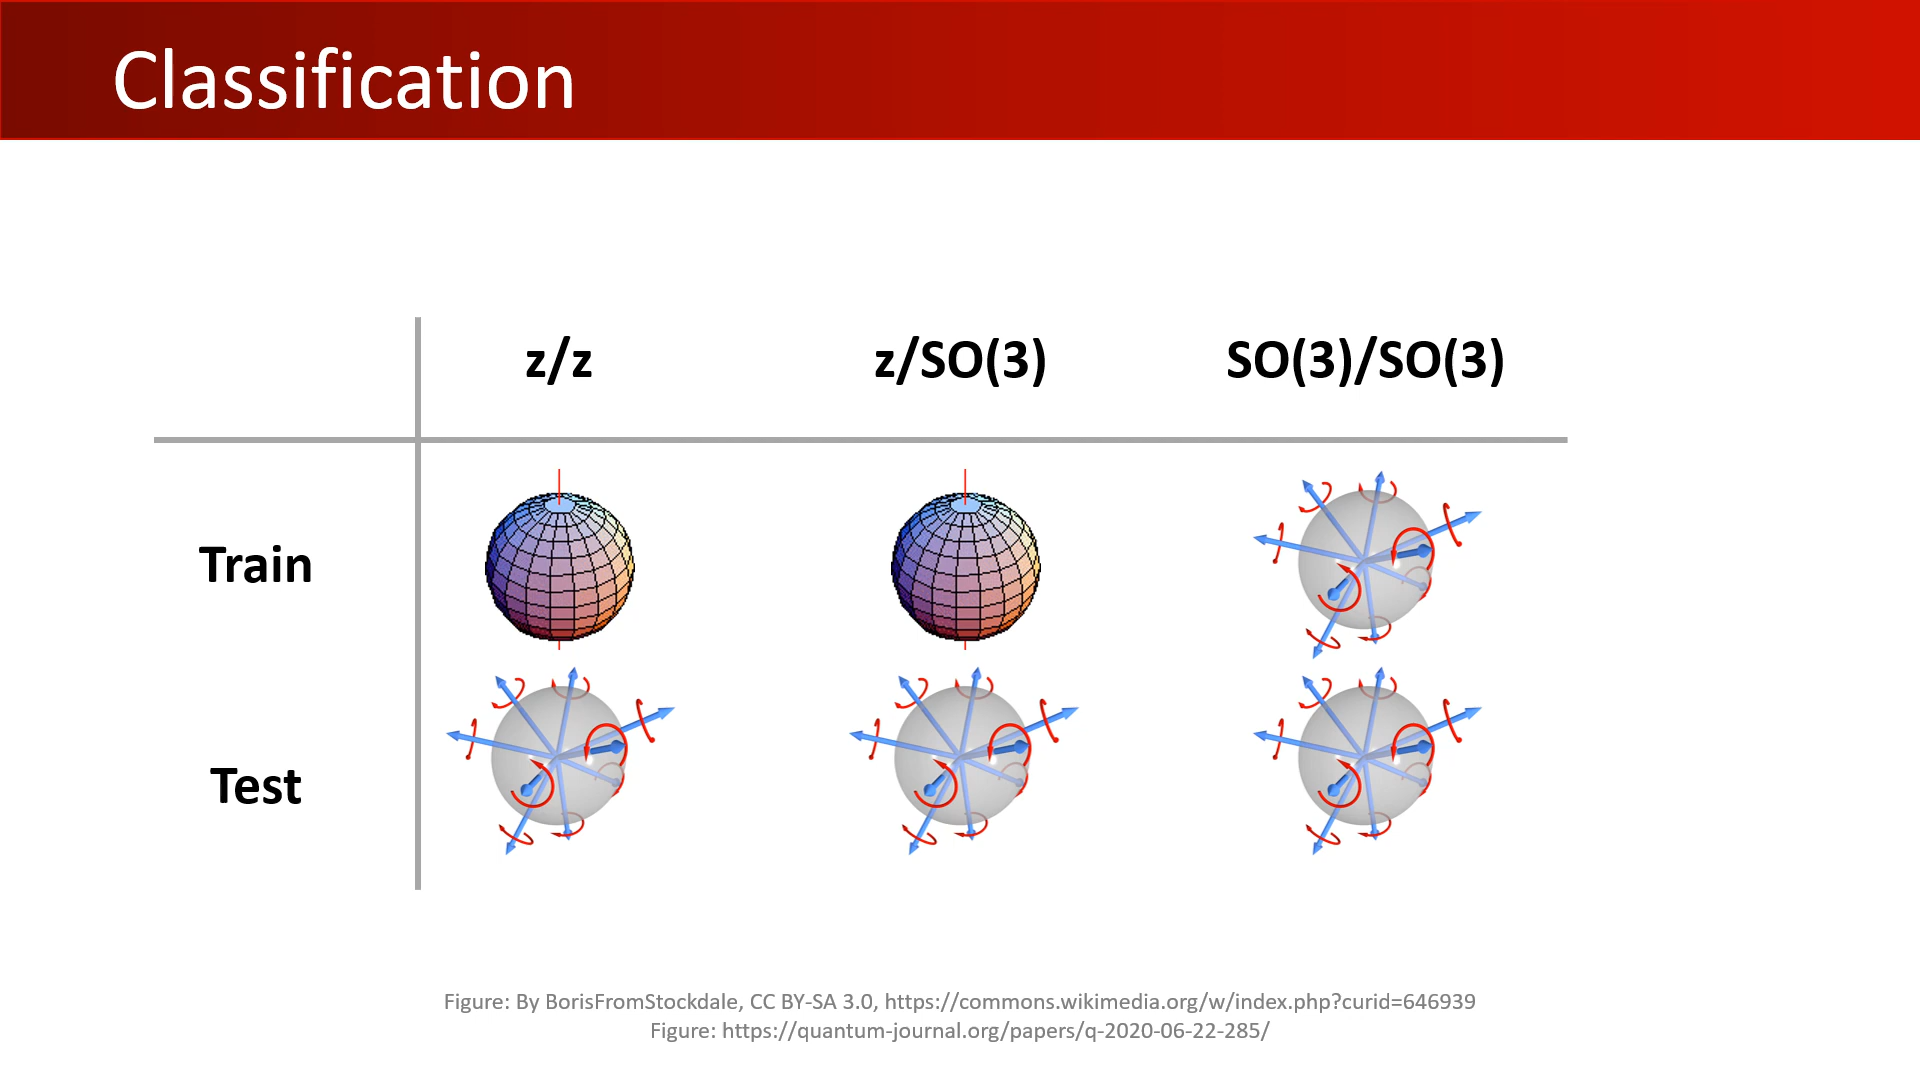 Classification
z/z
z/SO(3)
SO(3)/SO(3)
Train
Test
Figure: By BorisFromStockdale, CC BY-SA 3.0, https://commons.wikimedia.org/w/index.php?curid=646939
Figure: https://quantum-journal.org/papers/q-2020-06-22-285/